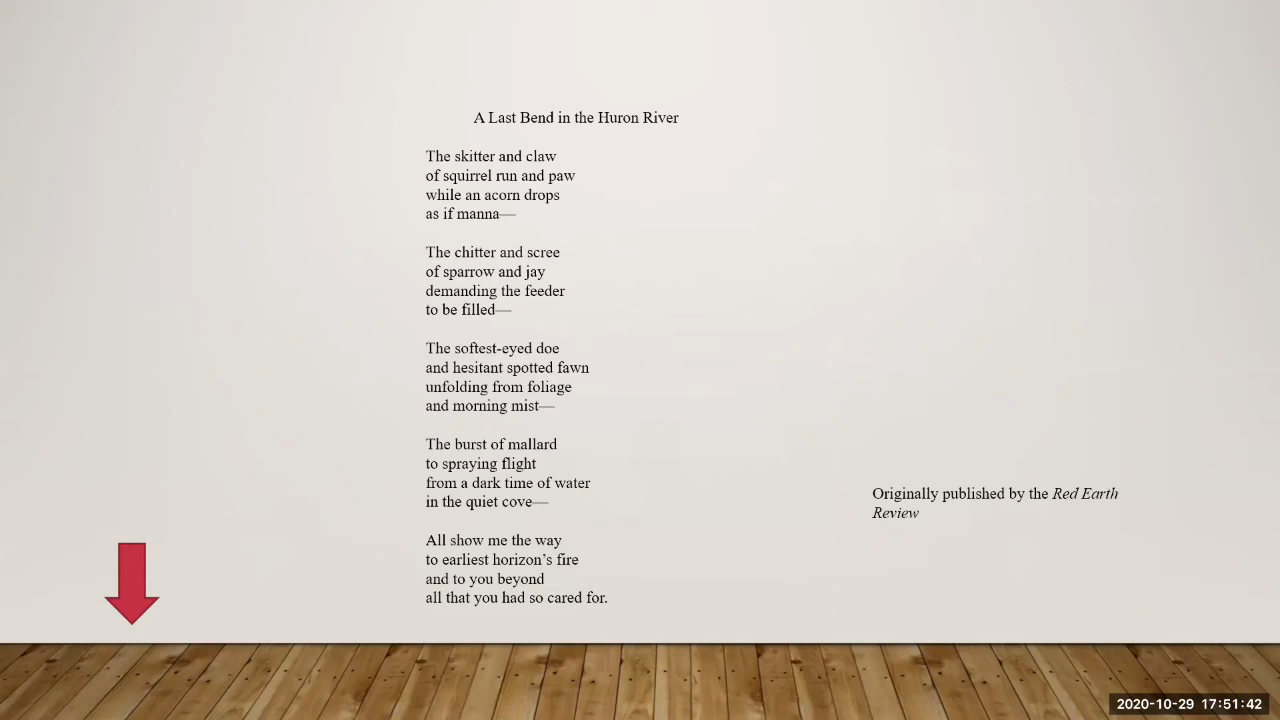 A Last Bend in the Huron River
The skitter and claw
of squirrel run and paw
while an acorn drops
as if manna—
The chitter and scree
of sparrow and jay
demanding the feeder
to be filled—
The softest-eyed doe
and hesitant spotted fawn
unfolding from foliage
and morning mist—
The burst of mallard
to spraying flight
from a dark time of water
in the quiet cove—
All show me the way
to earliest horizon’s fire
and to you beyond
all that you had so cared for.
Originally published by the Red Earth
Review
2020-10-29 17:51:42